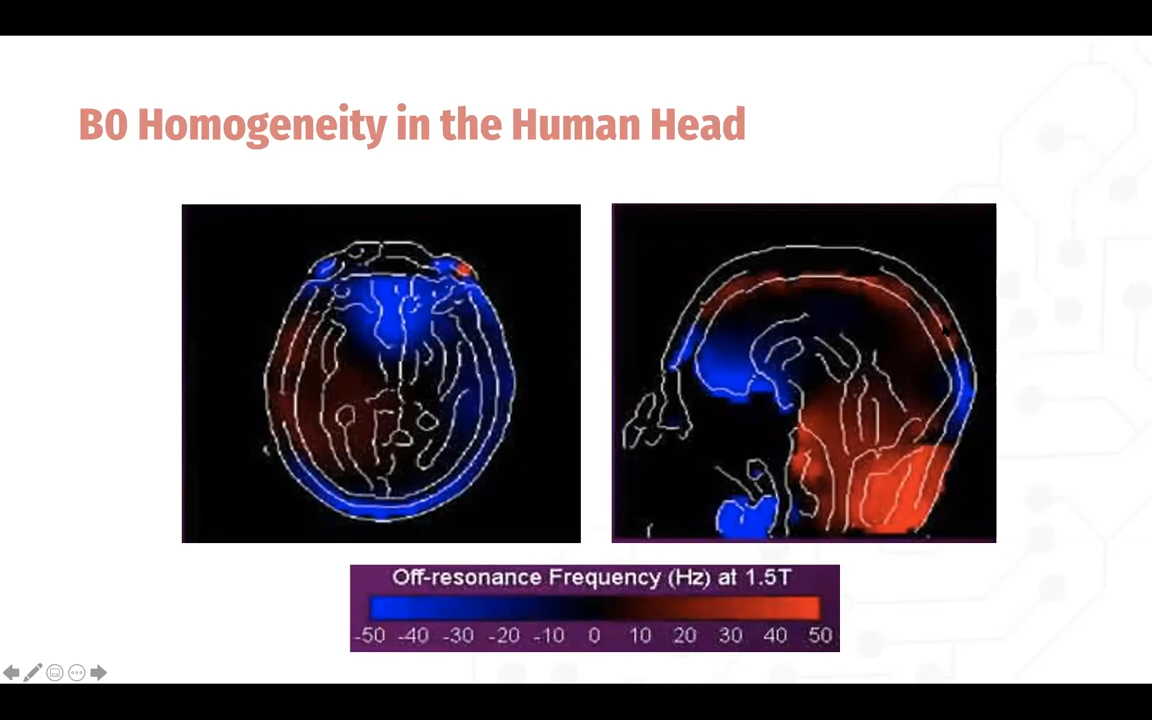 B0 Homogeneity in the Human Head
Off-resonance Frequency (Hz) at 1.5T
-50 -40 -30 -20 -10 0 10 20 30 40 50